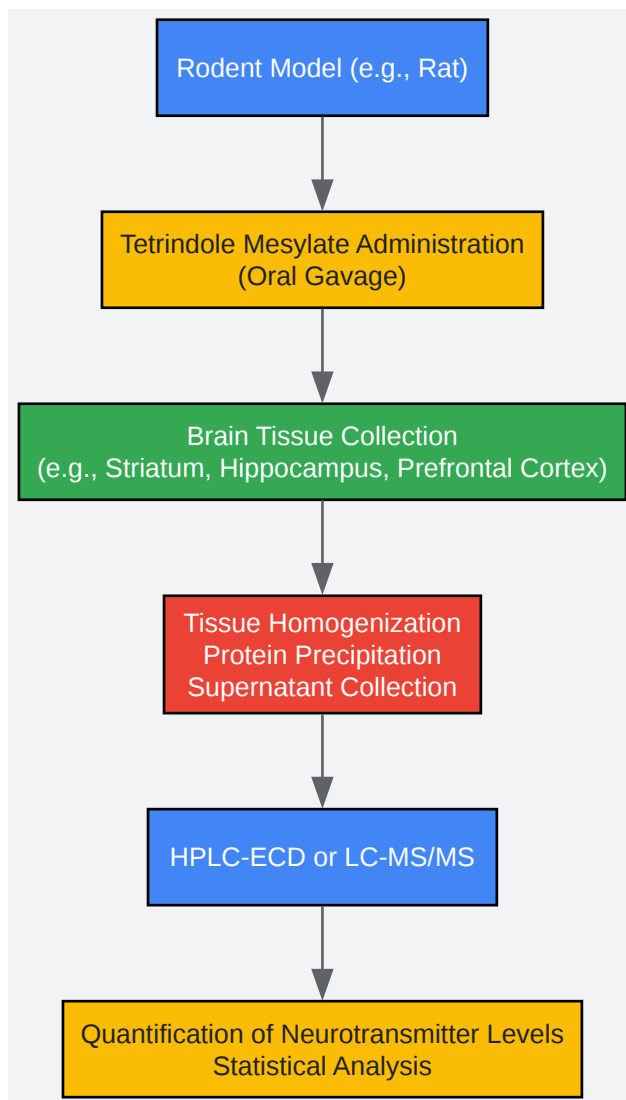 Rodent Model (e.g., Rat)
Tetrindole Mesylate Administration
(Oral Gavage)
Brain Tissue Collection
(e.g., Striatum, Hippocampus, Prefrontal Cortex)
Tissue Homogenization
Protein Precipitation
Supernatant Collection
HPLC-ECD or LC-MS/MS
Quantification of Neurotransmitter Levels
Statistical Analysis